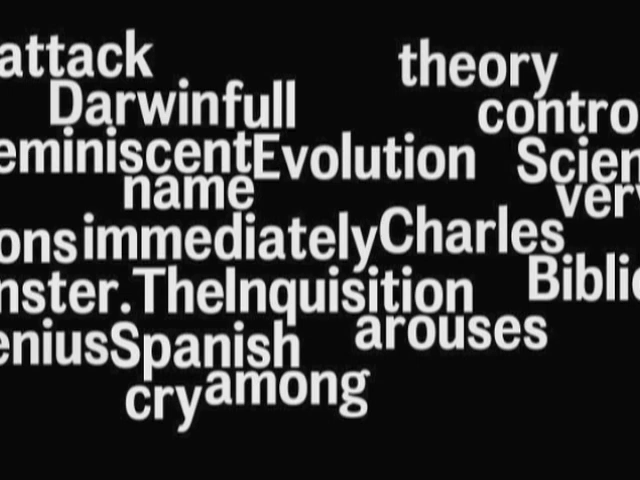 attack theory
Darwinfull contro
eminiscentEvolution Scien
name very
onsimmediatelyCharles
nster.TheInquisition Biblic
eniusSpanish arouses
cryamong